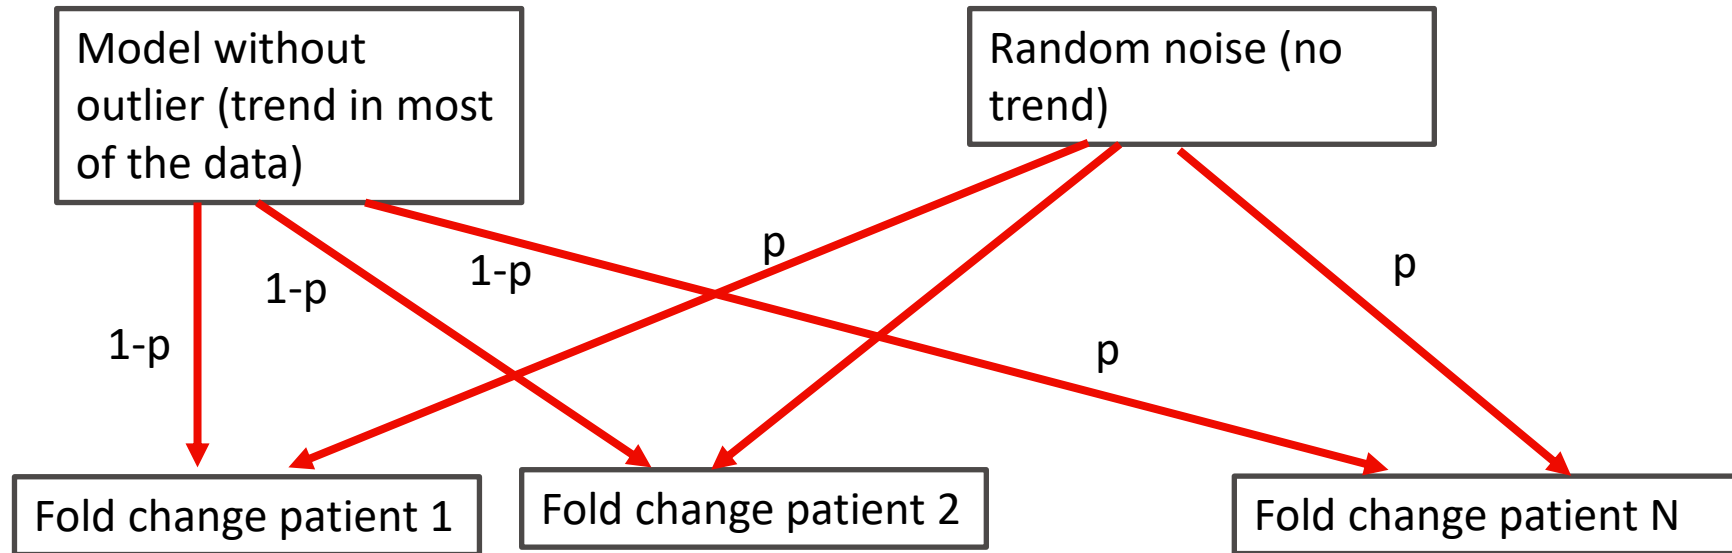 Model without
outlier (trend in most
of the data)
Random noise (no
trend)
p
1-p
p
1-p
1-p
p
Fold change patient 1
Fold change patient 2
Fold change patient N